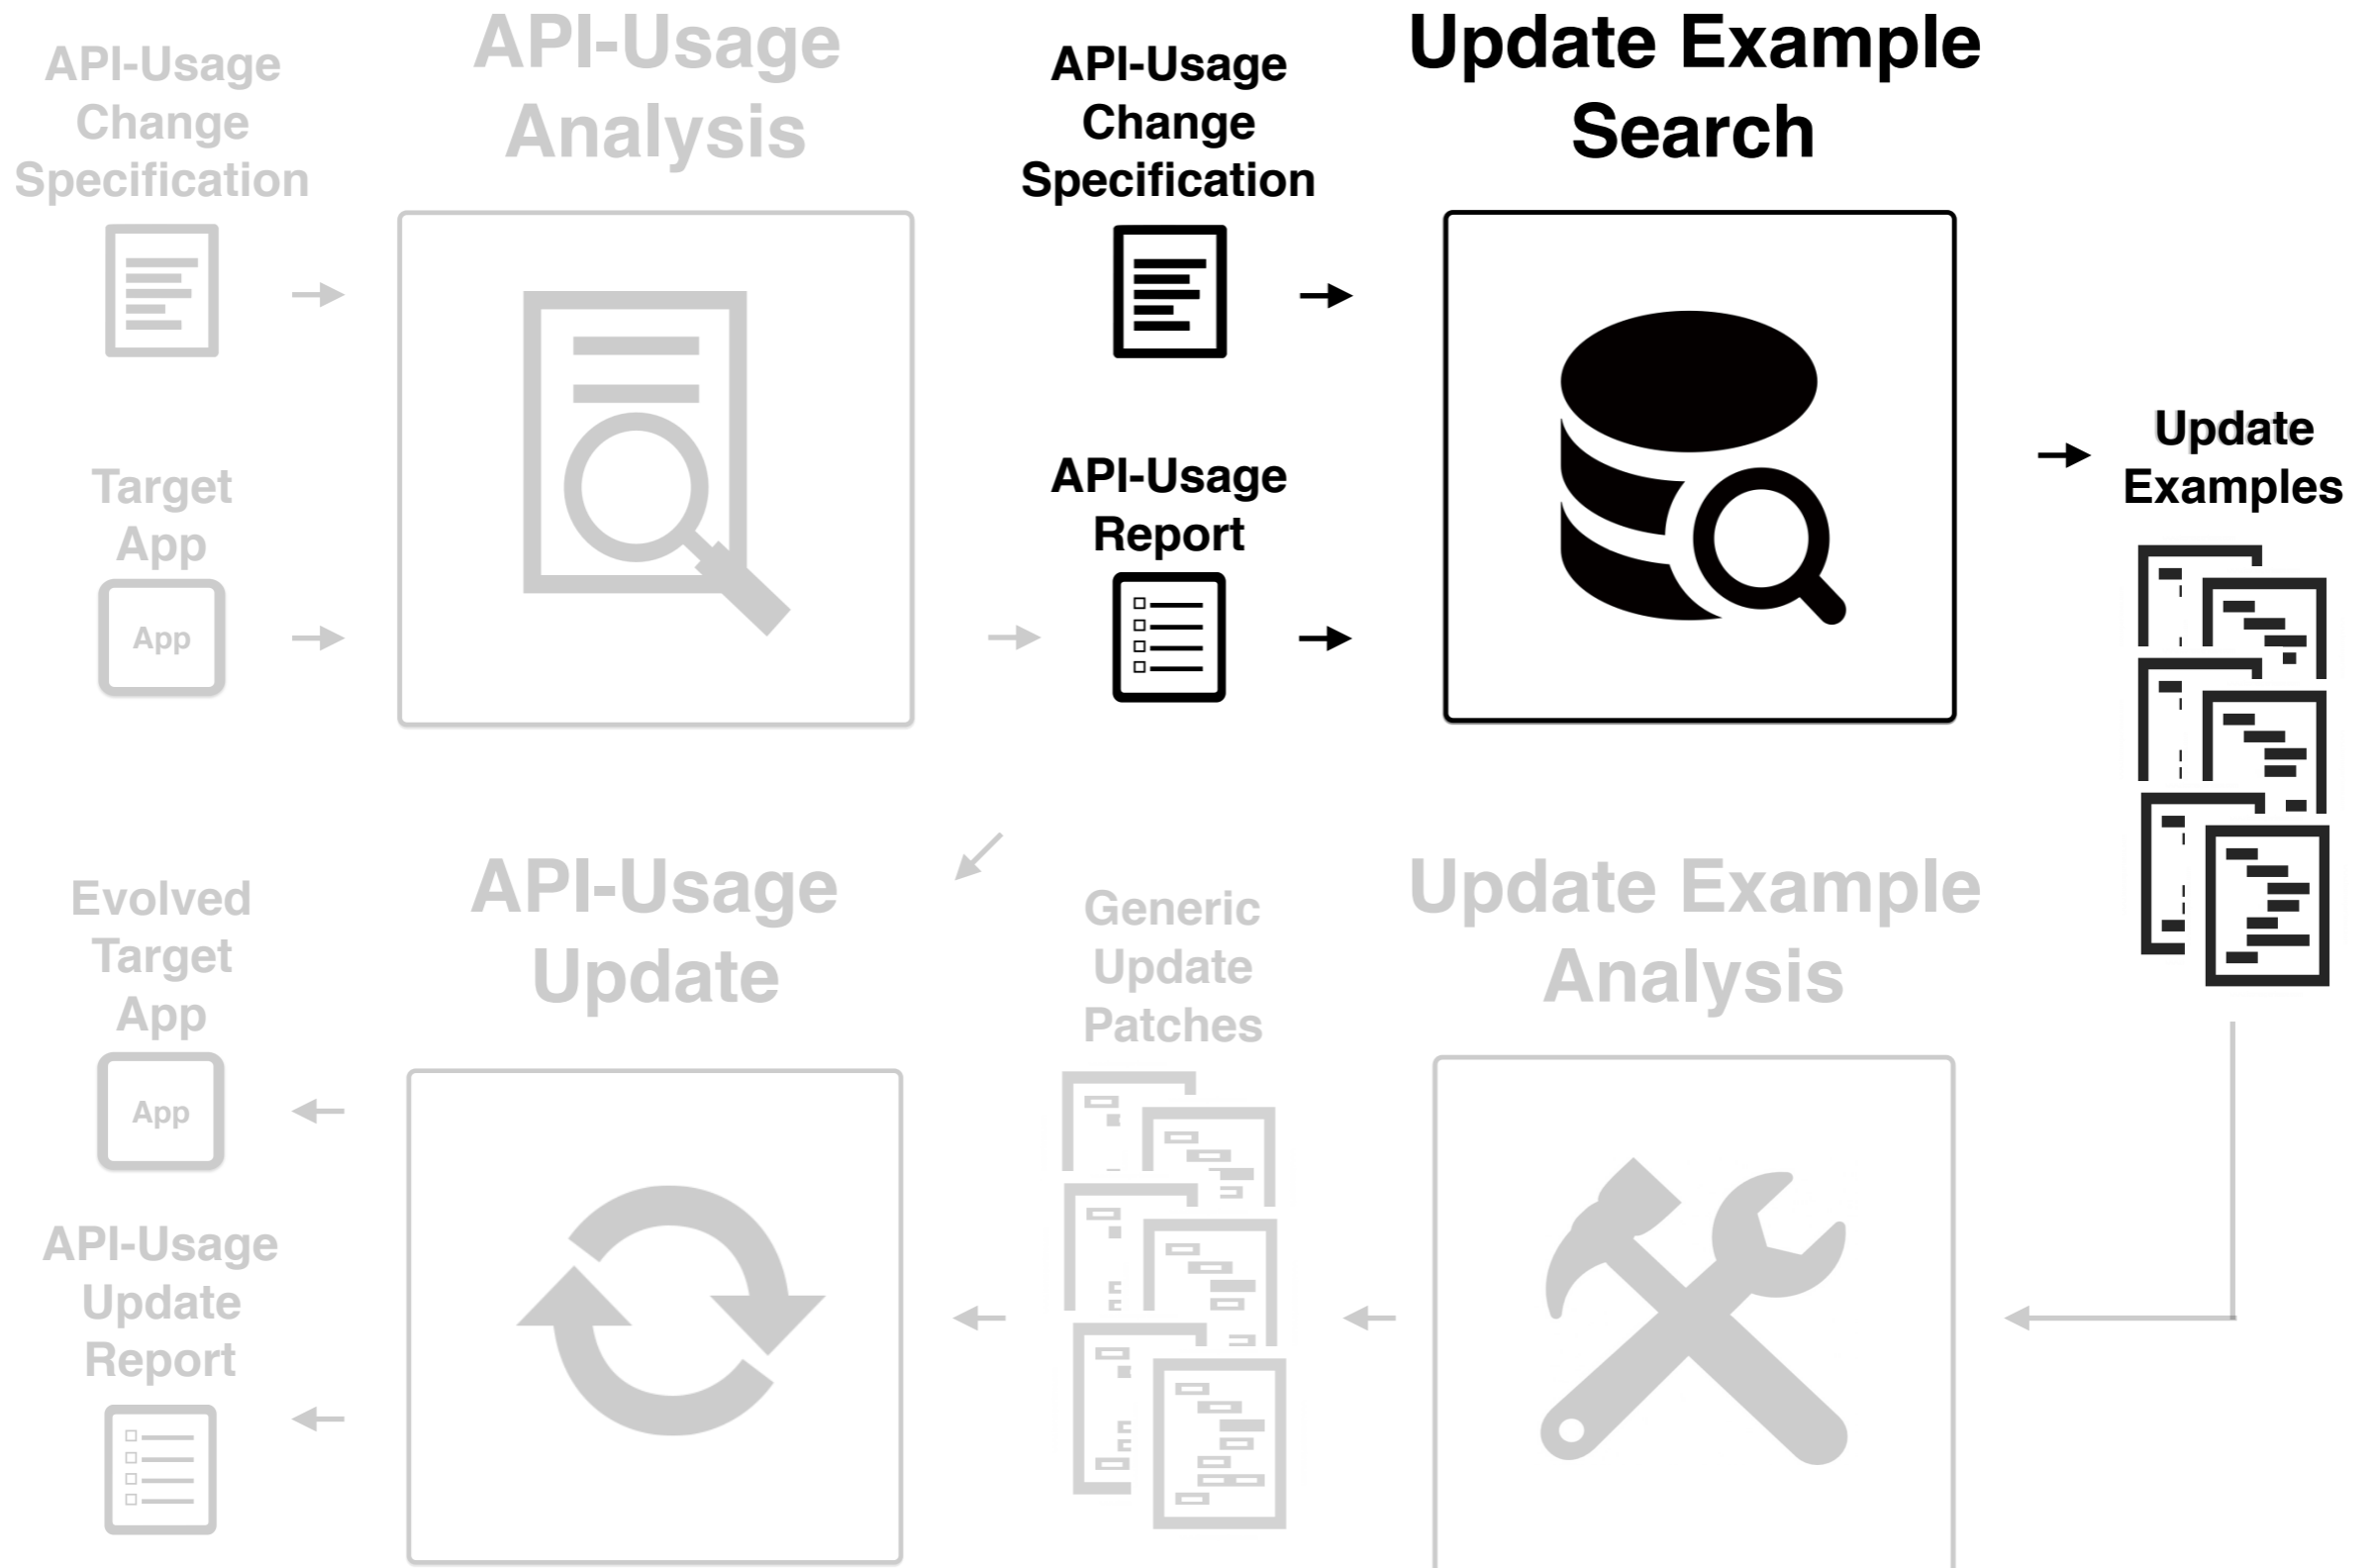 API-Usage
Change
Specification
API-Usage
Analysis
API-Usage
Change
Specification
Update Example
Search
Target
App
App
API-Usage
Report
Update
Examples
Evolved
Target
App
App
API-Usage
Update
Report
API-Usage
Update
Generic
Update
Patches
Update Example
Analysis